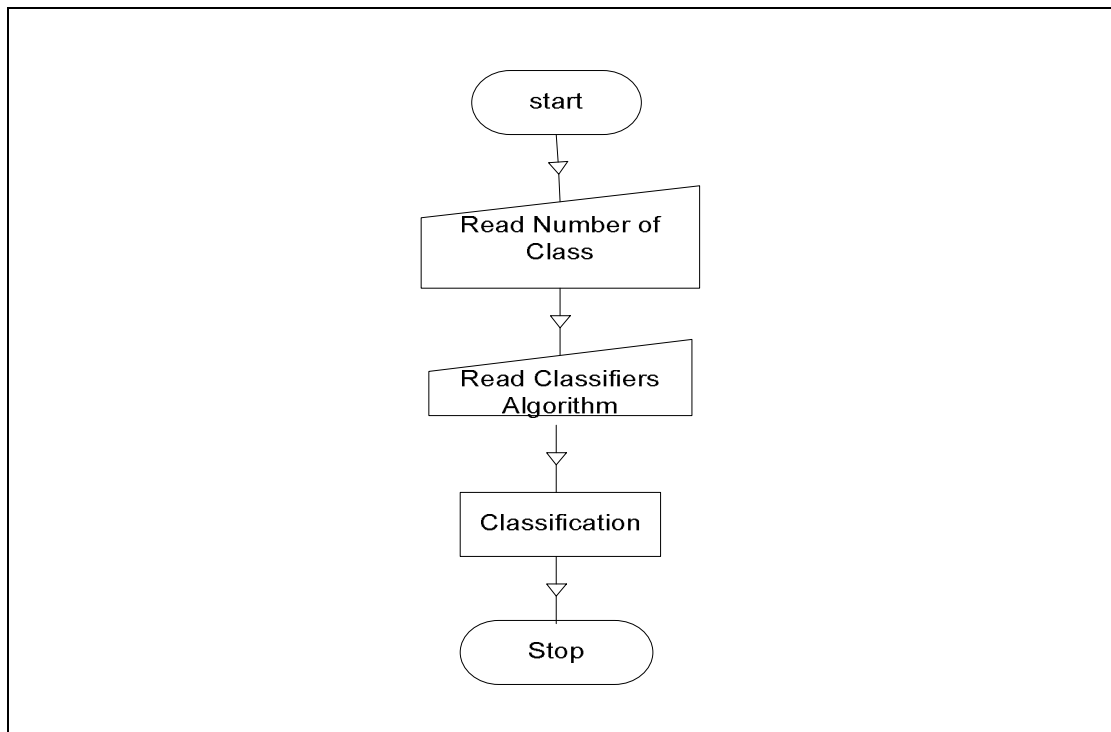 start
Read Number of
Class
Read Classifiers
Algorithm
Classification
Stop